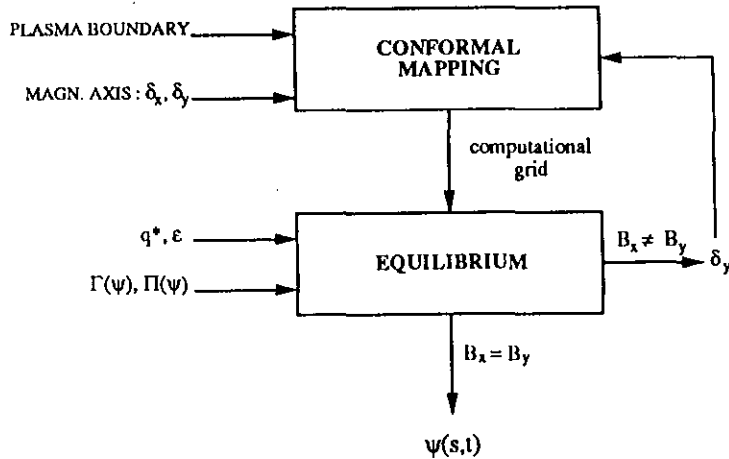 PLASMA BOUNDARY
CONFORMAL
MAPPING
MAGN. AXIS : δx, δy
computational
grid
q*, ε
EQUILIBRIUM
Bx ≠ By
δy
Γ(ψ), Π(ψ)
Bx = By
ψ(s,t)